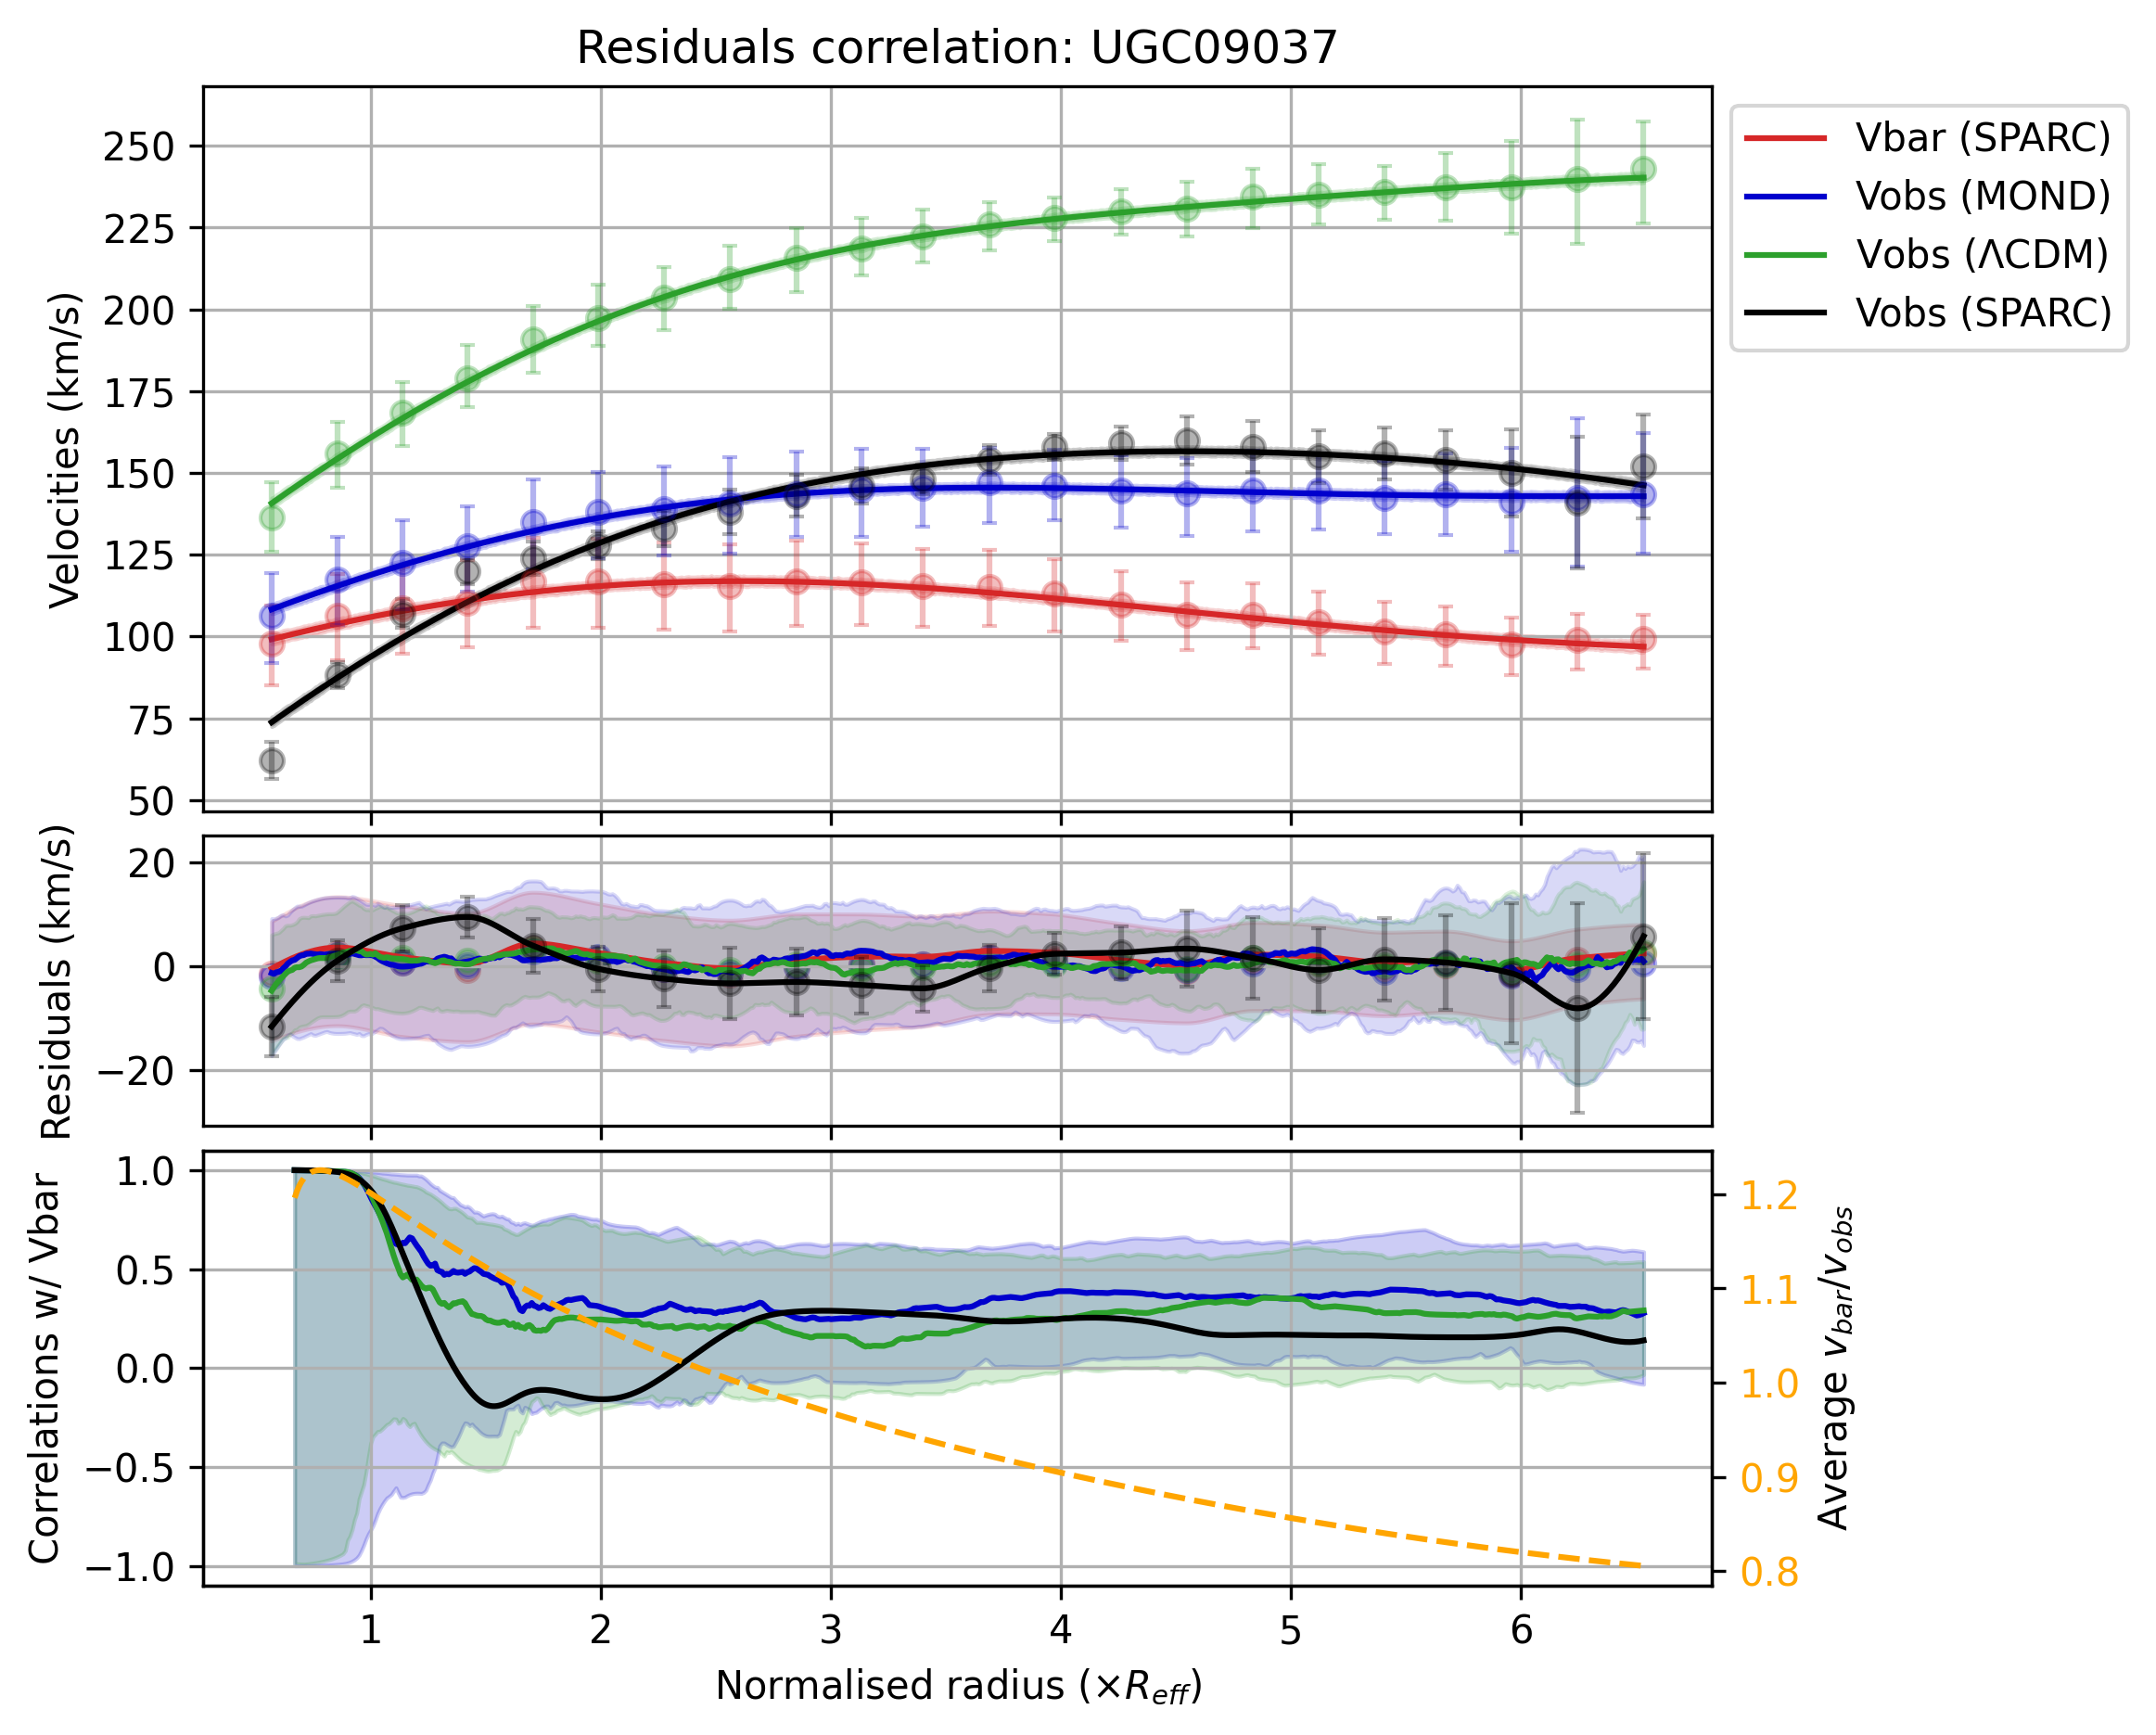 Residuals correlation: UGC09037
Velocities (km/s)
250
225
200
175
150
125
100
75
50
Vbar (SPARC)
Vobs (MOND)
Vobs (ΛCDM)
Vobs (SPARC)
Residuals (km/s)
20
0
−20
Correlations w/ Vbar
1.0
0.5
0.0
−0.5
−1.0
1.2
1.1
1.0
0.9
0.8
Average v_bar/v_obs
1 2 3 4 5 6
Normalised radius (×R_eff)